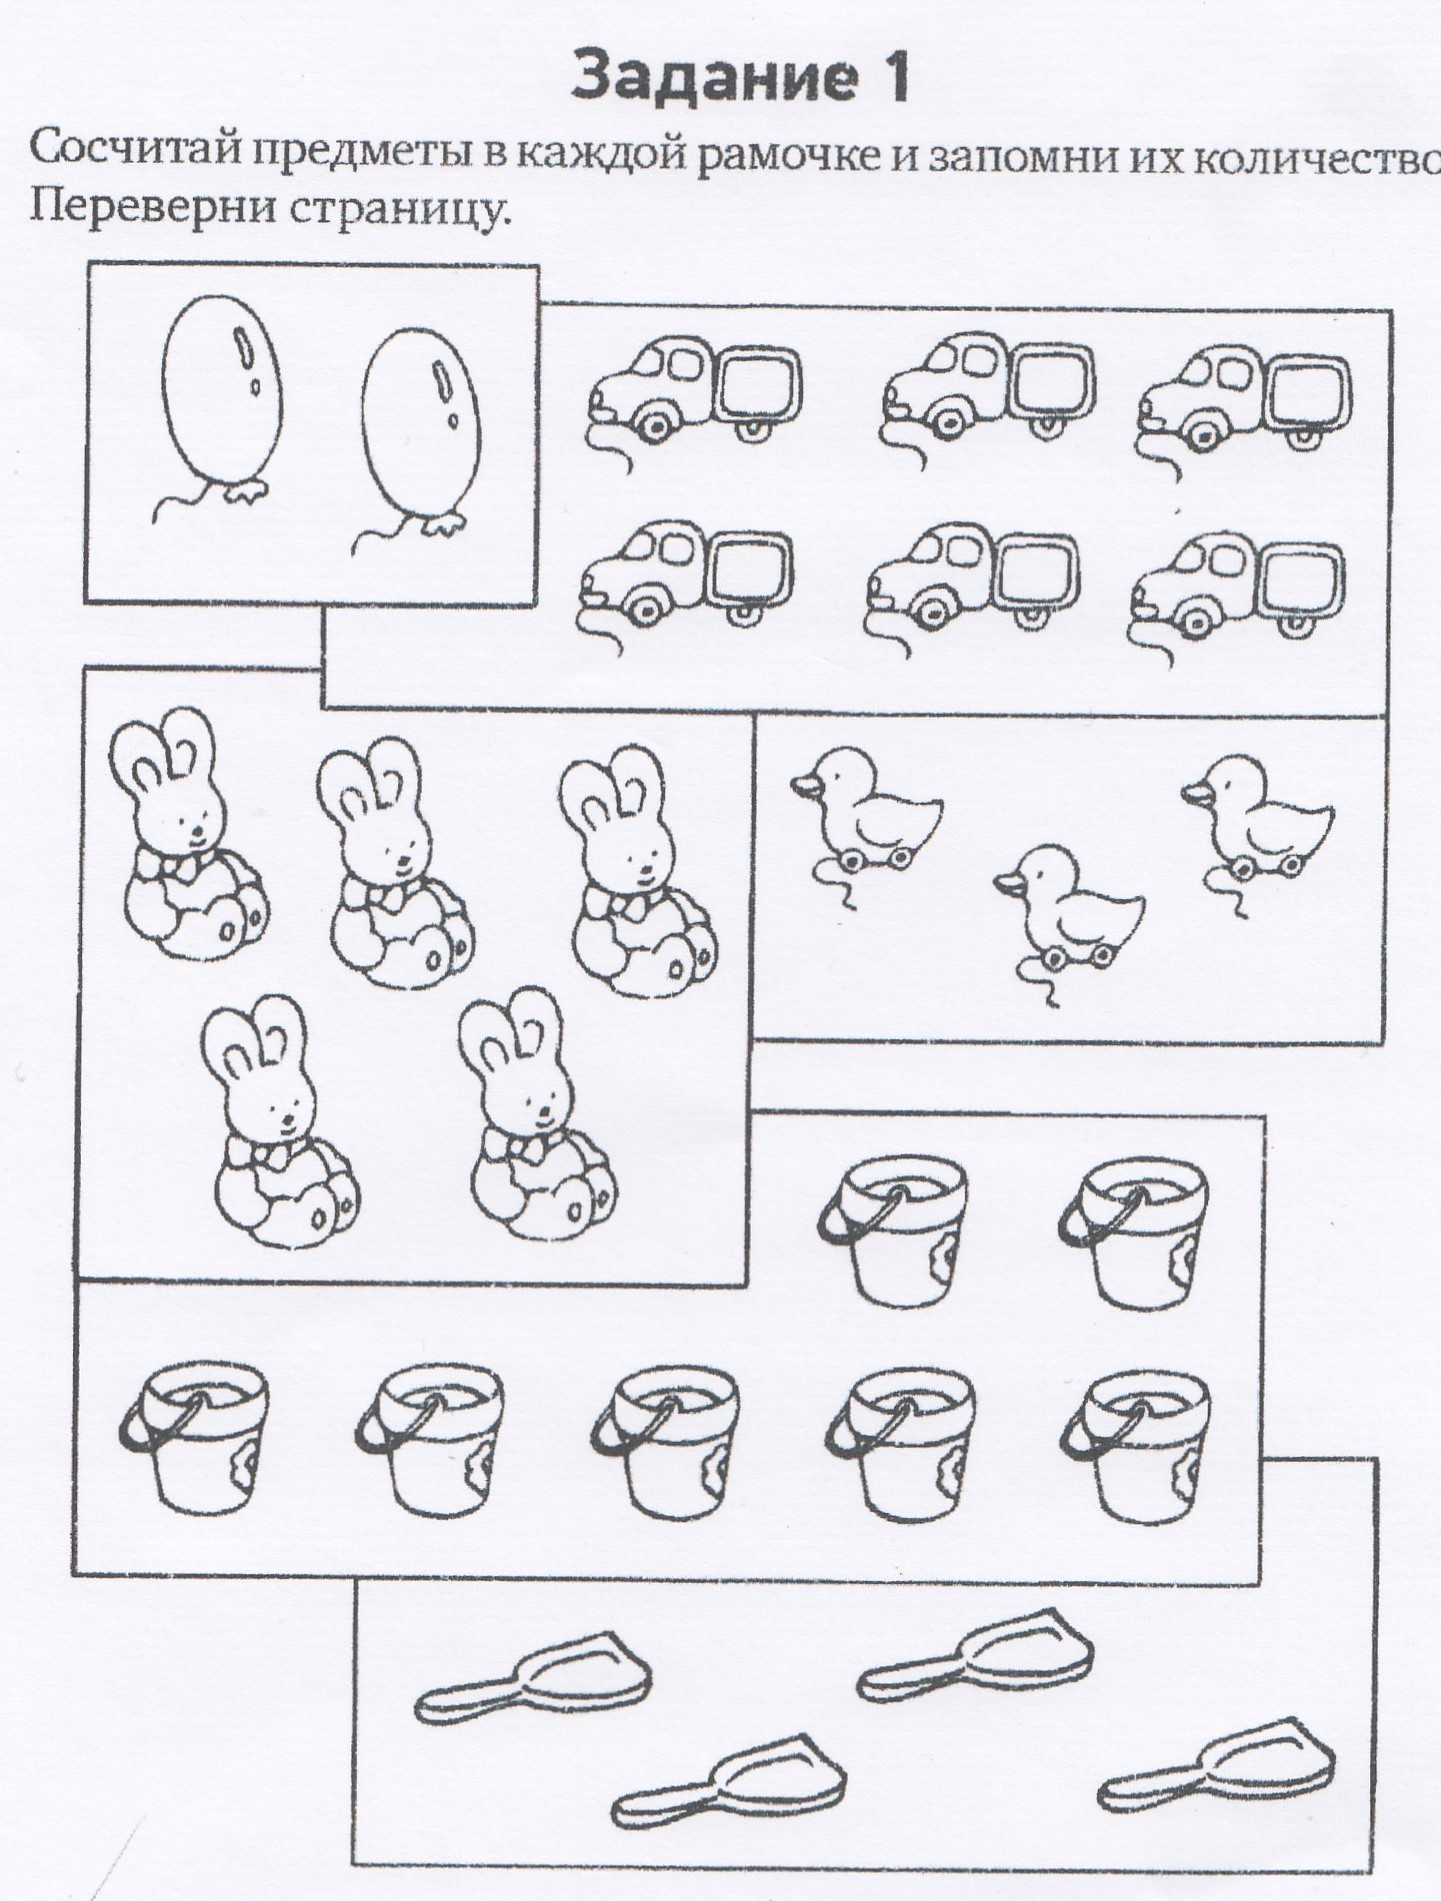 Задание 1
Сосчитай предметы в каждой рамочке и запомни их количество
Переверни страницу.